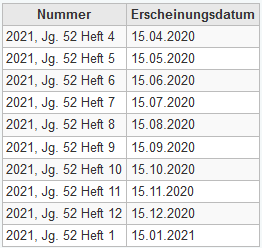 Nummer Erscheinungsdatum
2021, Jg. 52 Heft 4 15.04.2020
2021, Jg. 52 Heft 5 15.05.2020
2021, Jg. 52 Heft 6 15.06.2020
2021, Jg. 52 Heft 7 15.07.2020
2021, Jg. 52 Heft 8 15.08.2020
2021, Jg. 52 Heft 9 15.09.2020
2021, Jg. 52 Heft 10 15.10.2020
2021, Jg. 52 Heft 11 15.11.2020
2021, Jg. 52 Heft 12 15.12.2020
2021, Jg. 52 Heft 1 15.01.2021